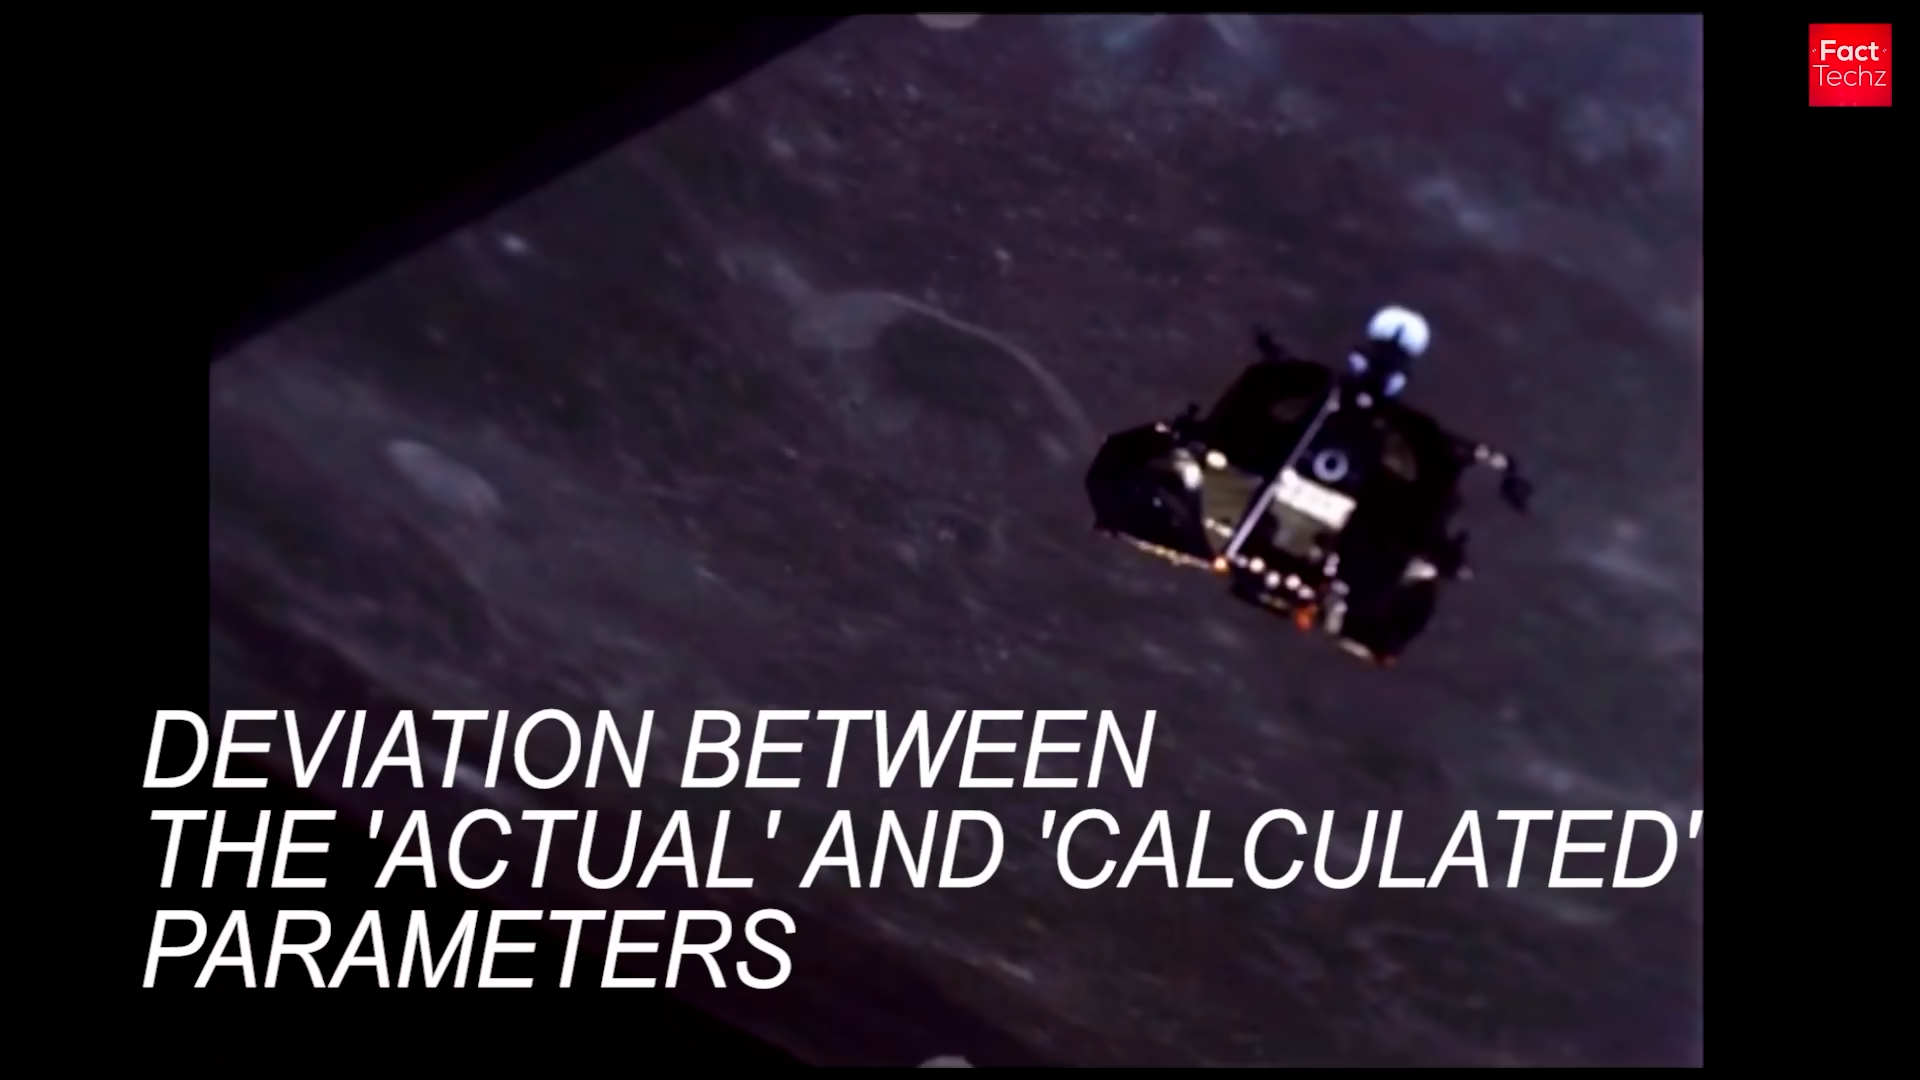 Fact
Techz
DEVIATION BETWEEN
THE 'ACTUAL' AND 'CALCULATED'
PARAMETERS